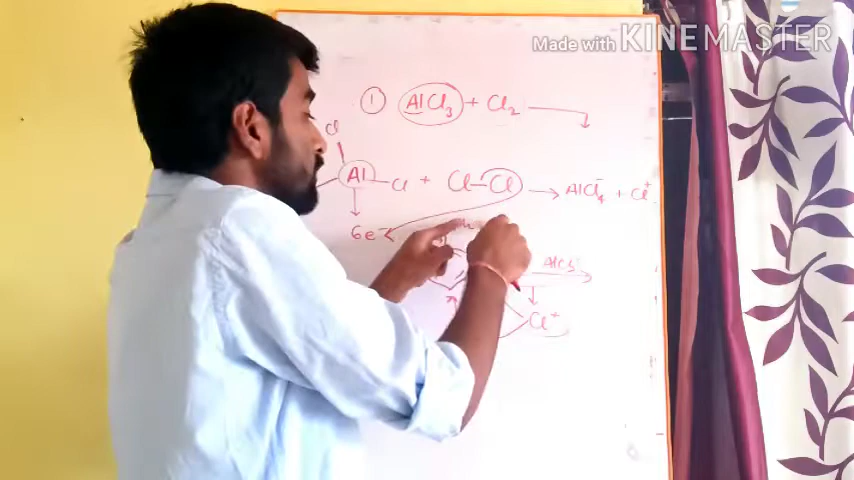 Made with KINEMASTER
① AlCl₃ + Cl₂ →
Cl
Al - Cl + Cl - Cl → AlCl₄⁻ + Cl⁺
6e⁻
AlCl₃
Cl⁺